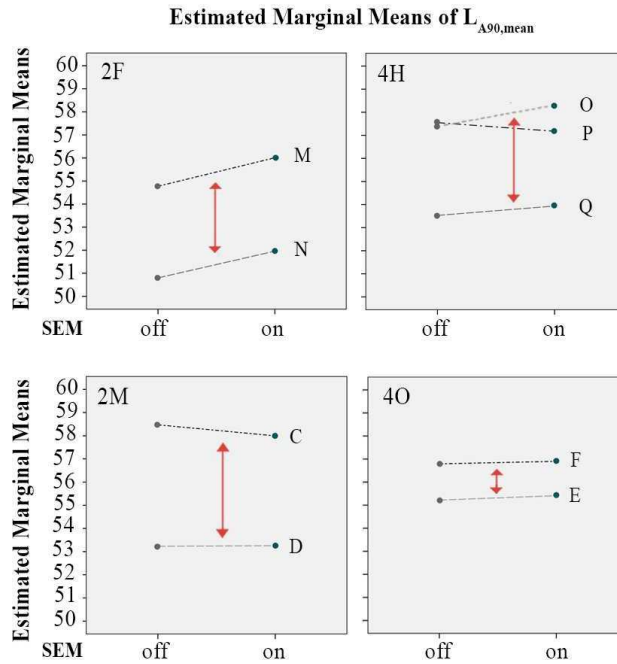 Estimated Marginal Means of L_A90,mean
Estimated Marginal Means
2F
60
59
58
57
56
55
54
53
52
51
50
M
N
SEM off on
4H
O
P
Q
off on
Estimated Marginal Means
2M
60
59
58
57
56
55
54
53
52
51
50
C
D
SEM off on
4O
F
E
off on